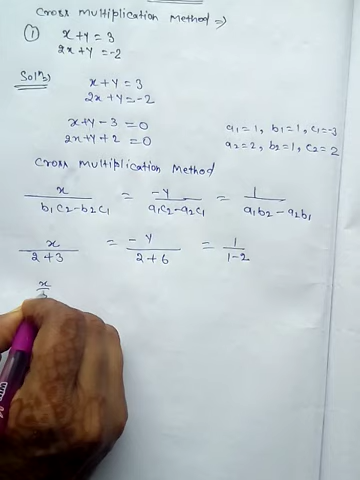 Cross Multiplication Method =>
① x+y = 3
2x+y = -2
Sol(n)
x+y = 3
2x+y = -2
x+y-3 = 0
2x+y+2 = 0
a1 = 1, b1 = 1, c1 = -3
a2 = 2, b2 = 1, c2 = 2
Cross Multiplication Method
x/(b1c2-b2c1) = -y/(a1c2-a2c1) = 1/(a1b2-a2b1)
x/(2+3) = -y/(2+6) = 1/(1-2)
x